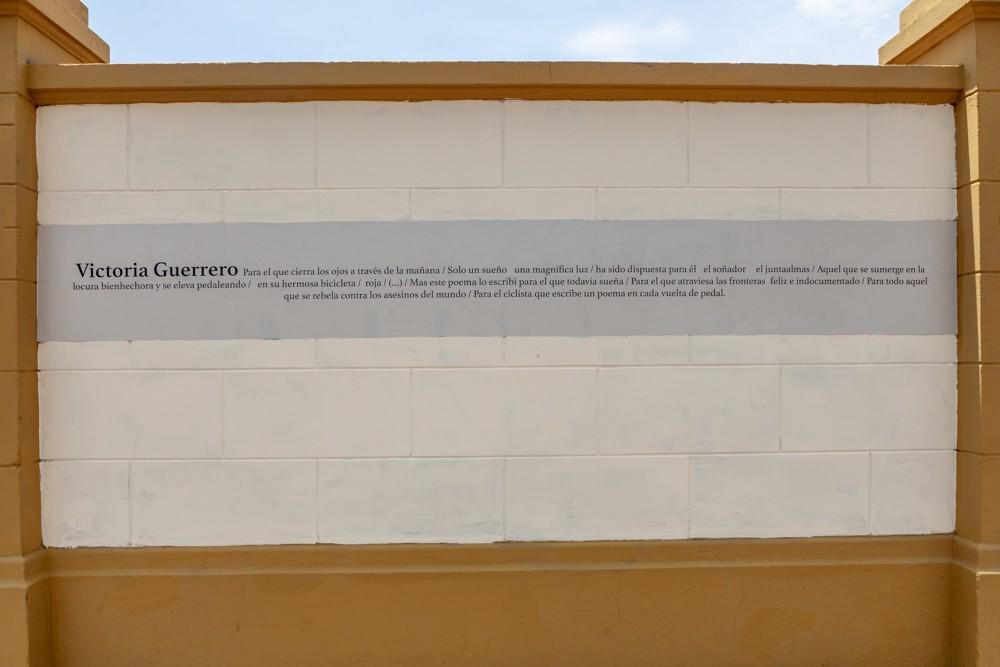 Victoria Guerrero Para el que cierra los ojos a través de la mañana / Solo un sueño una magnífica luz / ha sido dispuesta para él el soñador el juntaalmas / Aquel que se sumerge en la
locura bienhechora y se eleva pedaleando / en su hermosa bicicleta / roja / (...) / Mas este poema lo escribí para el que todavía sueña / Para el que atraviesa las fronteras feliz e indocumentado / Para todo aquel
que se rebela contra los asesinos del mundo / Para el ciclista que escribe un poema en cada vuelta de pedal.